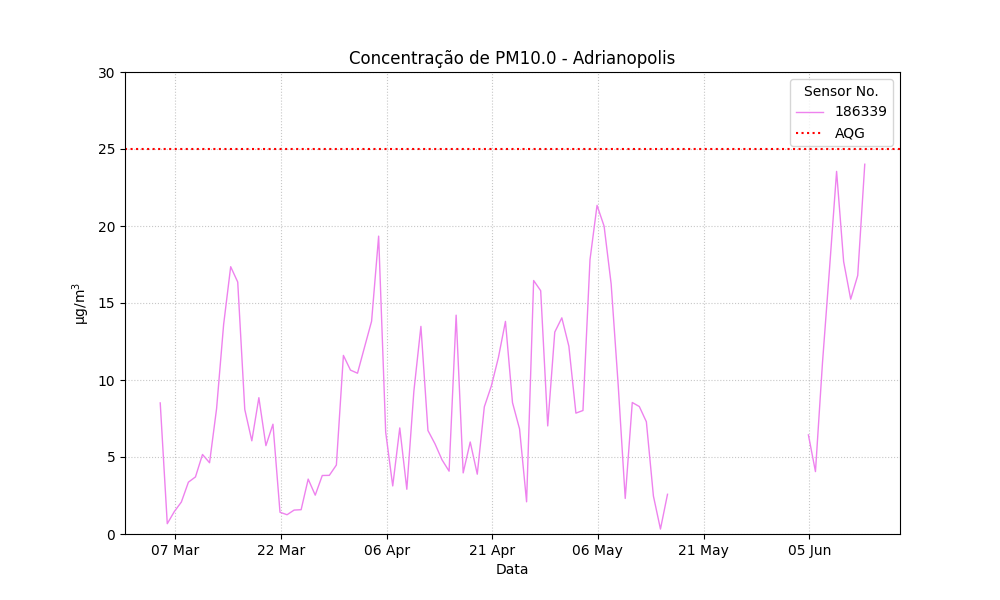 Concentração de PM10.0 - Adrianopolis
30
25
20
15
10
5
0
µg/m³
Sensor No.
186339
AQG
07 Mar
22 Mar
06 Apr
21 Apr
06 May
21 May
05 Jun
Data